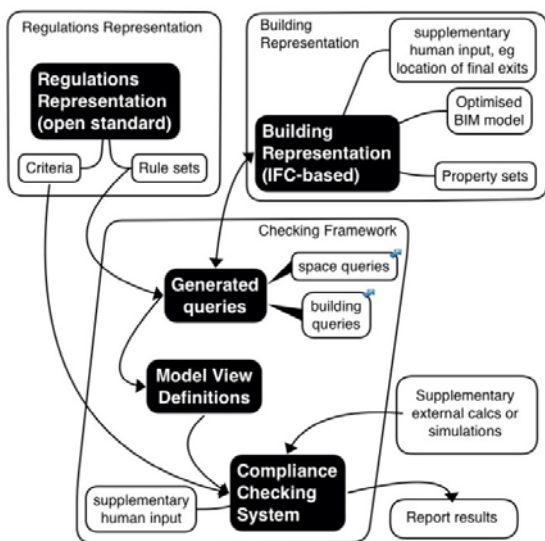 Regulations Representation
Regulations
Representation
(open standard)
Criteria
Rule sets
Building
Representation
supplementary
human input, eg
location of final exits
Optimised
BIM model
Building
Representation
(IFC-based)
Property sets
Checking Framework
space queries
Generated
queries
building
queries
Model View
Definitions
Supplementary
external calcs or
simulations
Compliance
Checking
System
supplementary
human input
Report results